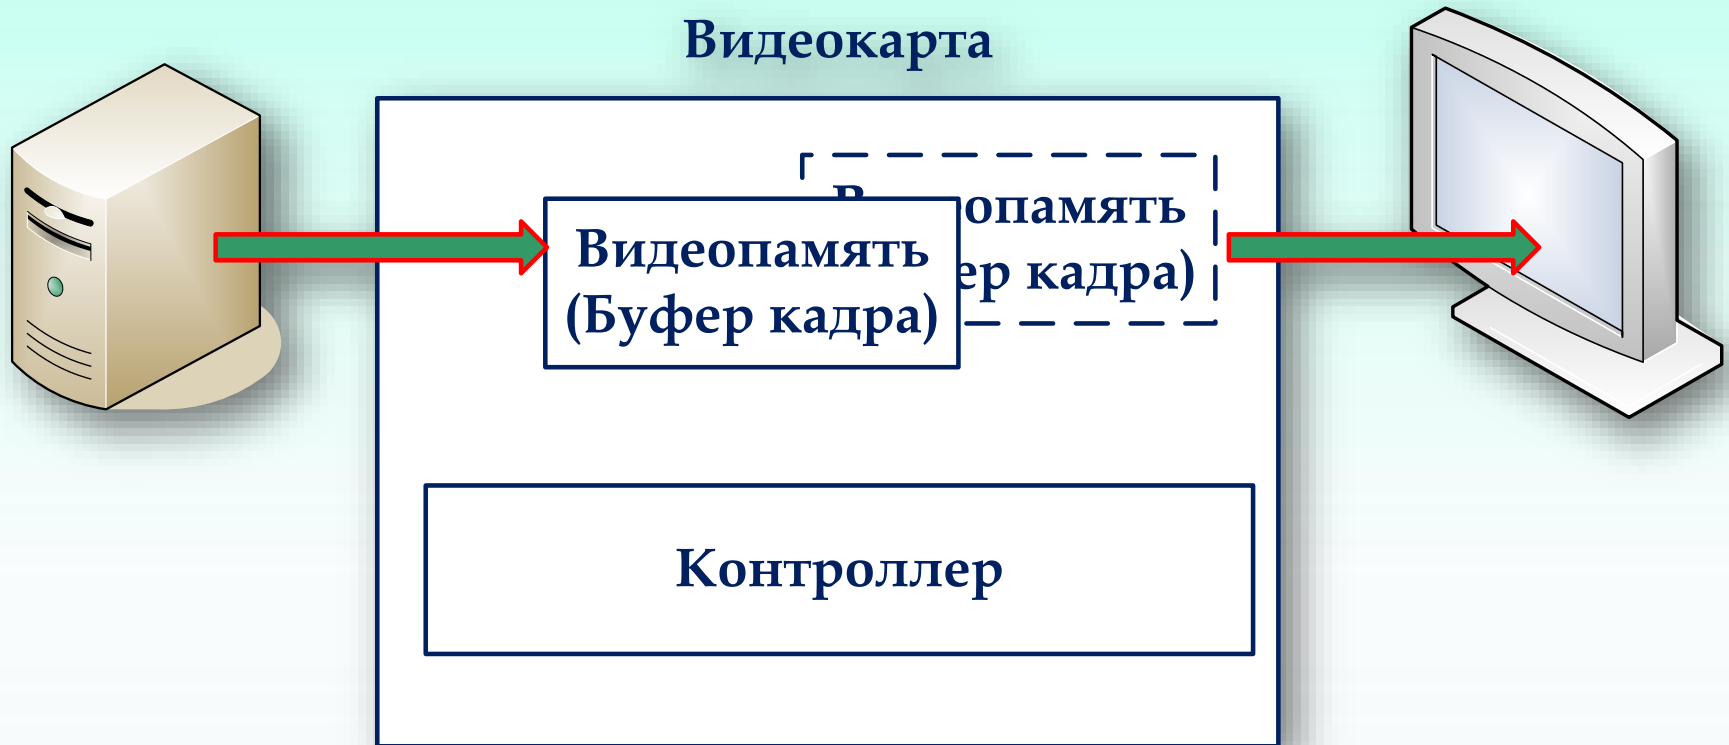 Видеокарта
опамять
ер кадра)
Видеопамять
(Буфер кадра)
Контроллер